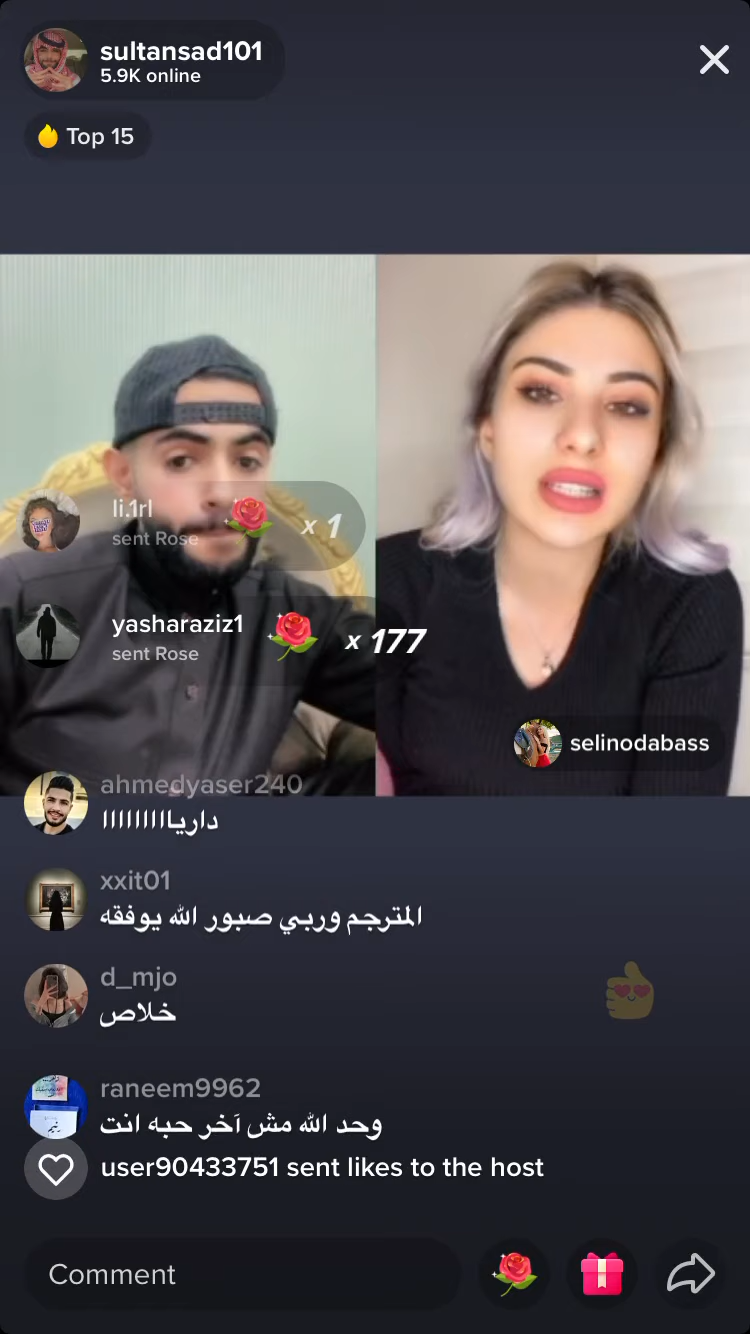 sultansad101
5.9K online
Top 15
li.1rl
sent Rose
x 1
yasharaziz1
sent Rose
x 177
selinodabass
ahmedyaser240
دارياااااااااا
xxit01
المترجم وربي صبور الله يوفقه
d_mjo
خلاص
raneem9962
وحد الله مش آخر حبه انت
user90433751 sent likes to the host
Comment